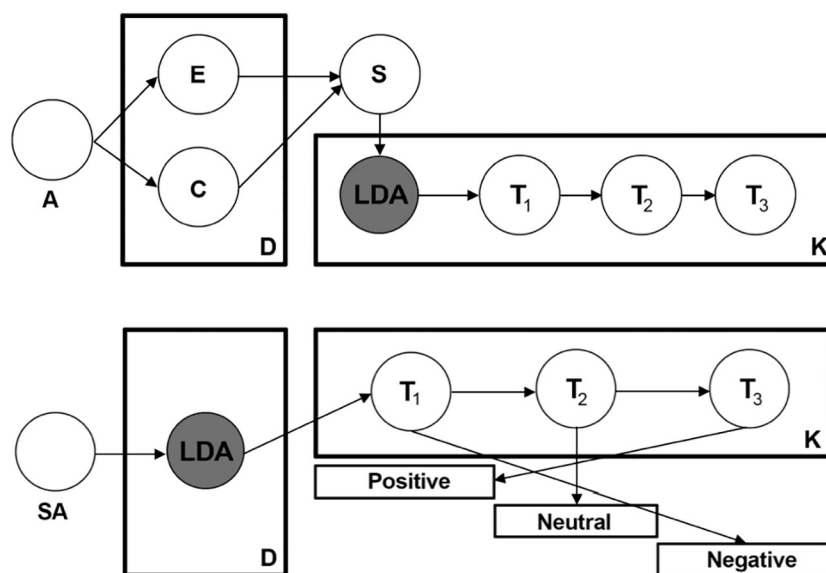 E
S
A
C
LDA
T1
T2
T3
D
K
LDA
T1
T2
T3
SA
K
Positive
Neutral
D
Negative